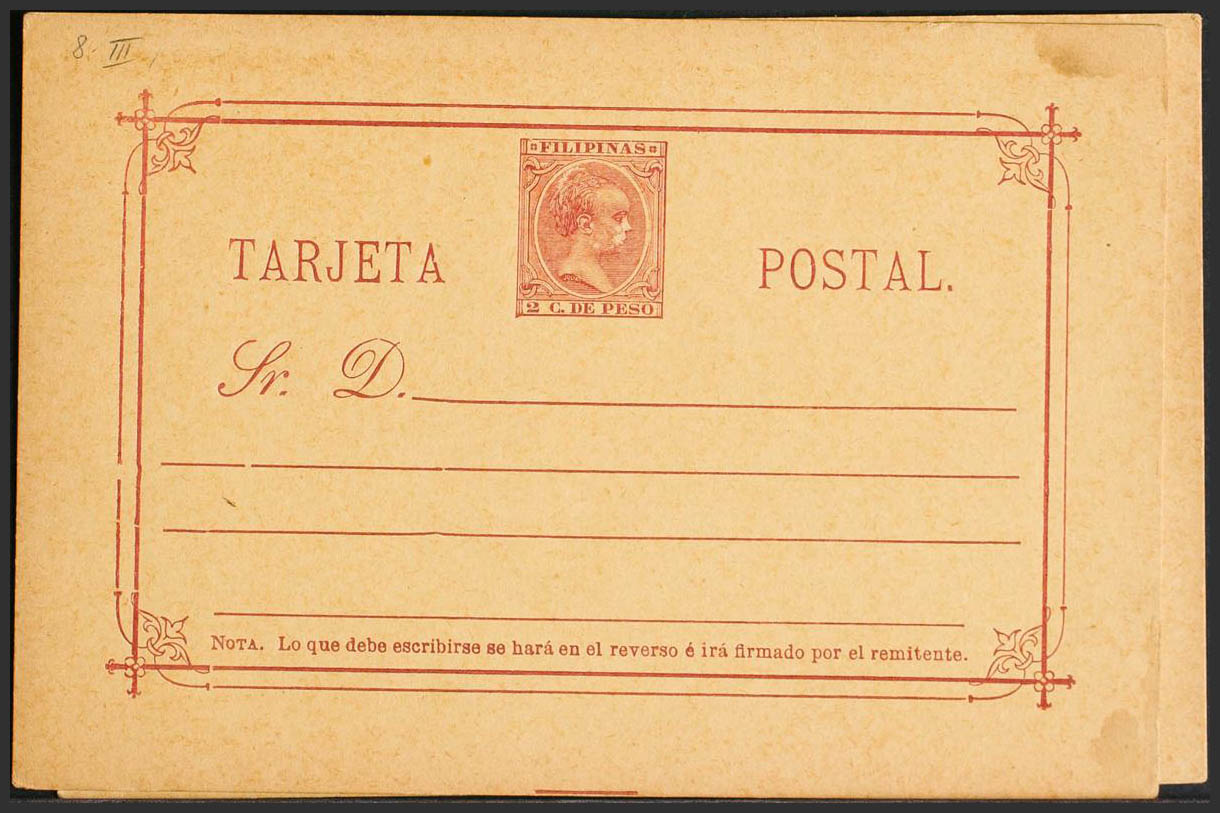 8. III
FILIPINAS
TARJETA POSTAL.
2 C. DE PESO
Sr. D.
NOTA. Lo que debe escribirse se hará en el reverso é irá firmado por el remitente.